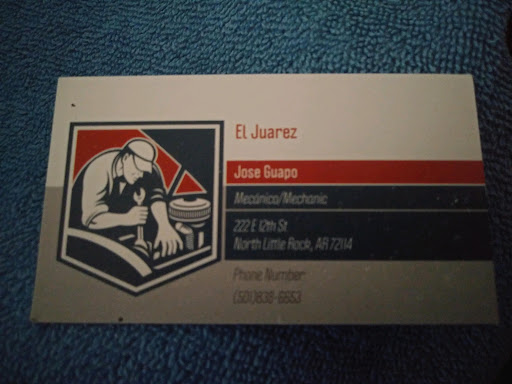 El Juarez
Jose Guapo
Mecánico/Mechanic
222 E 12th St
North Little Rock, AR 72114
Phone Number
(501)838-6653